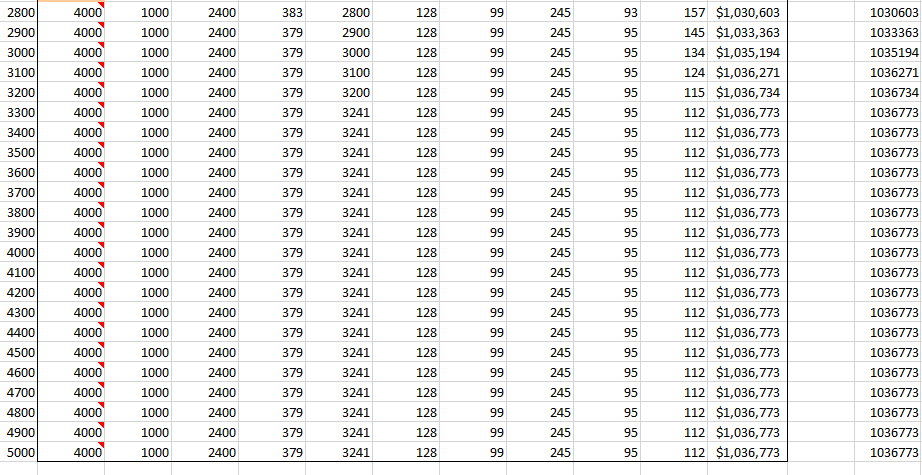 2800 4000 1000 2400 383 2800 128 99 245 93 157 $1,030,603 1030603
2900 4000 1000 2400 379 2900 128 99 245 95 145 $1,033,363 1033363
3000 4000 1000 2400 379 3000 128 99 245 95 134 $1,035,194 1035194
3100 4000 1000 2400 379 3100 128 99 245 95 124 $1,036,271 1036271
3200 4000 1000 2400 379 3200 128 99 245 95 115 $1,036,734 1036734
3300 4000 1000 2400 379 3241 128 99 245 95 112 $1,036,773 1036773
3400 4000 1000 2400 379 3241 128 99 245 95 112 $1,036,773 1036773
3500 4000 1000 2400 379 3241 128 99 245 95 112 $1,036,773 1036773
3600 4000 1000 2400 379 3241 128 99 245 95 112 $1,036,773 1036773
3700 4000 1000 2400 379 3241 128 99 245 95 112 $1,036,773 1036773
3800 4000 1000 2400 379 3241 128 99 245 95 112 $1,036,773 1036773
3900 4000 1000 2400 379 3241 128 99 245 95 112 $1,036,773 1036773
4000 4000 1000 2400 379 3241 128 99 245 95 112 $1,036,773 1036773
4100 4000 1000 2400 379 3241 128 99 245 95 112 $1,036,773 1036773
4200 4000 1000 2400 379 3241 128 99 245 95 112 $1,036,773 1036773
4300 4000 1000 2400 379 3241 128 99 245 95 112 $1,036,773 1036773
4400 4000 1000 2400 379 3241 128 99 245 95 112 $1,036,773 1036773
4500 4000 1000 2400 379 3241 128 99 245 95 112 $1,036,773 1036773
4600 4000 1000 2400 379 3241 128 99 245 95 112 $1,036,773 1036773
4700 4000 1000 2400 379 3241 128 99 245 95 112 $1,036,773 1036773
4800 4000 1000 2400 379 3241 128 99 245 95 112 $1,036,773 1036773
4900 4000 1000 2400 379 3241 128 99 245 95 112 $1,036,773 1036773
5000 4000 1000 2400 379 3241 128 99 245 95 112 $1,036,773 1036773